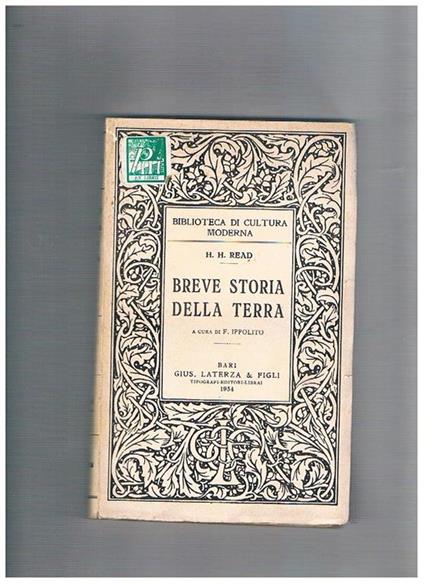 BIBLIOTECA DI CULTURA
MODERNA
H. H. READ
BREVE STORIA
DELLA TERRA
A CURA DI F. IPPOLITO
BARI
GIUS. LATERZA & FIGLI
TIPOGRAFI-EDITORI-LIBRAI
1954